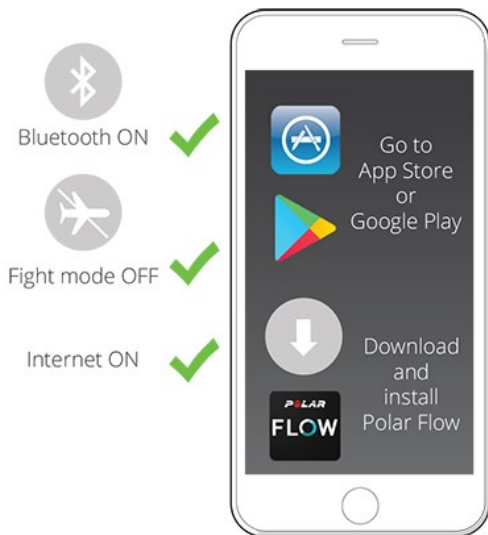 Bluetooth ON
Fight mode OFF
Internet ON
Go to
App Store
or
Google Play
Download
and
install
Polar Flow
POLAR
FLOW